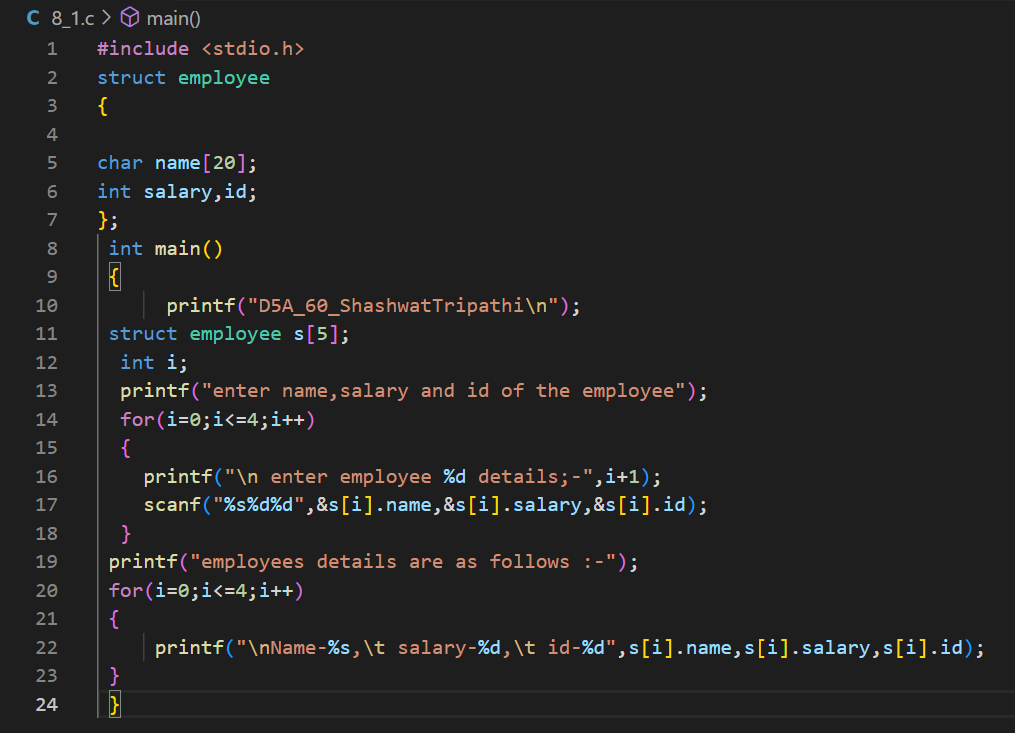 C 8_1.c > main()
1 #include <stdio.h>
2 struct employee
3 {
4
5 char name[20];
6 int salary,id;
7 };
8 int main()
9 {
10 printf("D5A_60_ShashwatTripathi\n");
11 struct employee s[5];
12 int i;
13 printf("enter name,salary and id of the employee");
14 for(i=0;i<=4;i++)
15 {
16 printf("\n enter employee %d details;-",i+1);
17 scanf("%s%d%d",&s[i].name,&s[i].salary,&s[i].id);
18 }
19 printf("employees details are as follows :-");
20 for(i=0;i<=4;i++)
21 {
22 printf("\nName-%s,\t salary-%d,\t id-%d",s[i].name,s[i].salary,s[i].id);
23 }
24 }